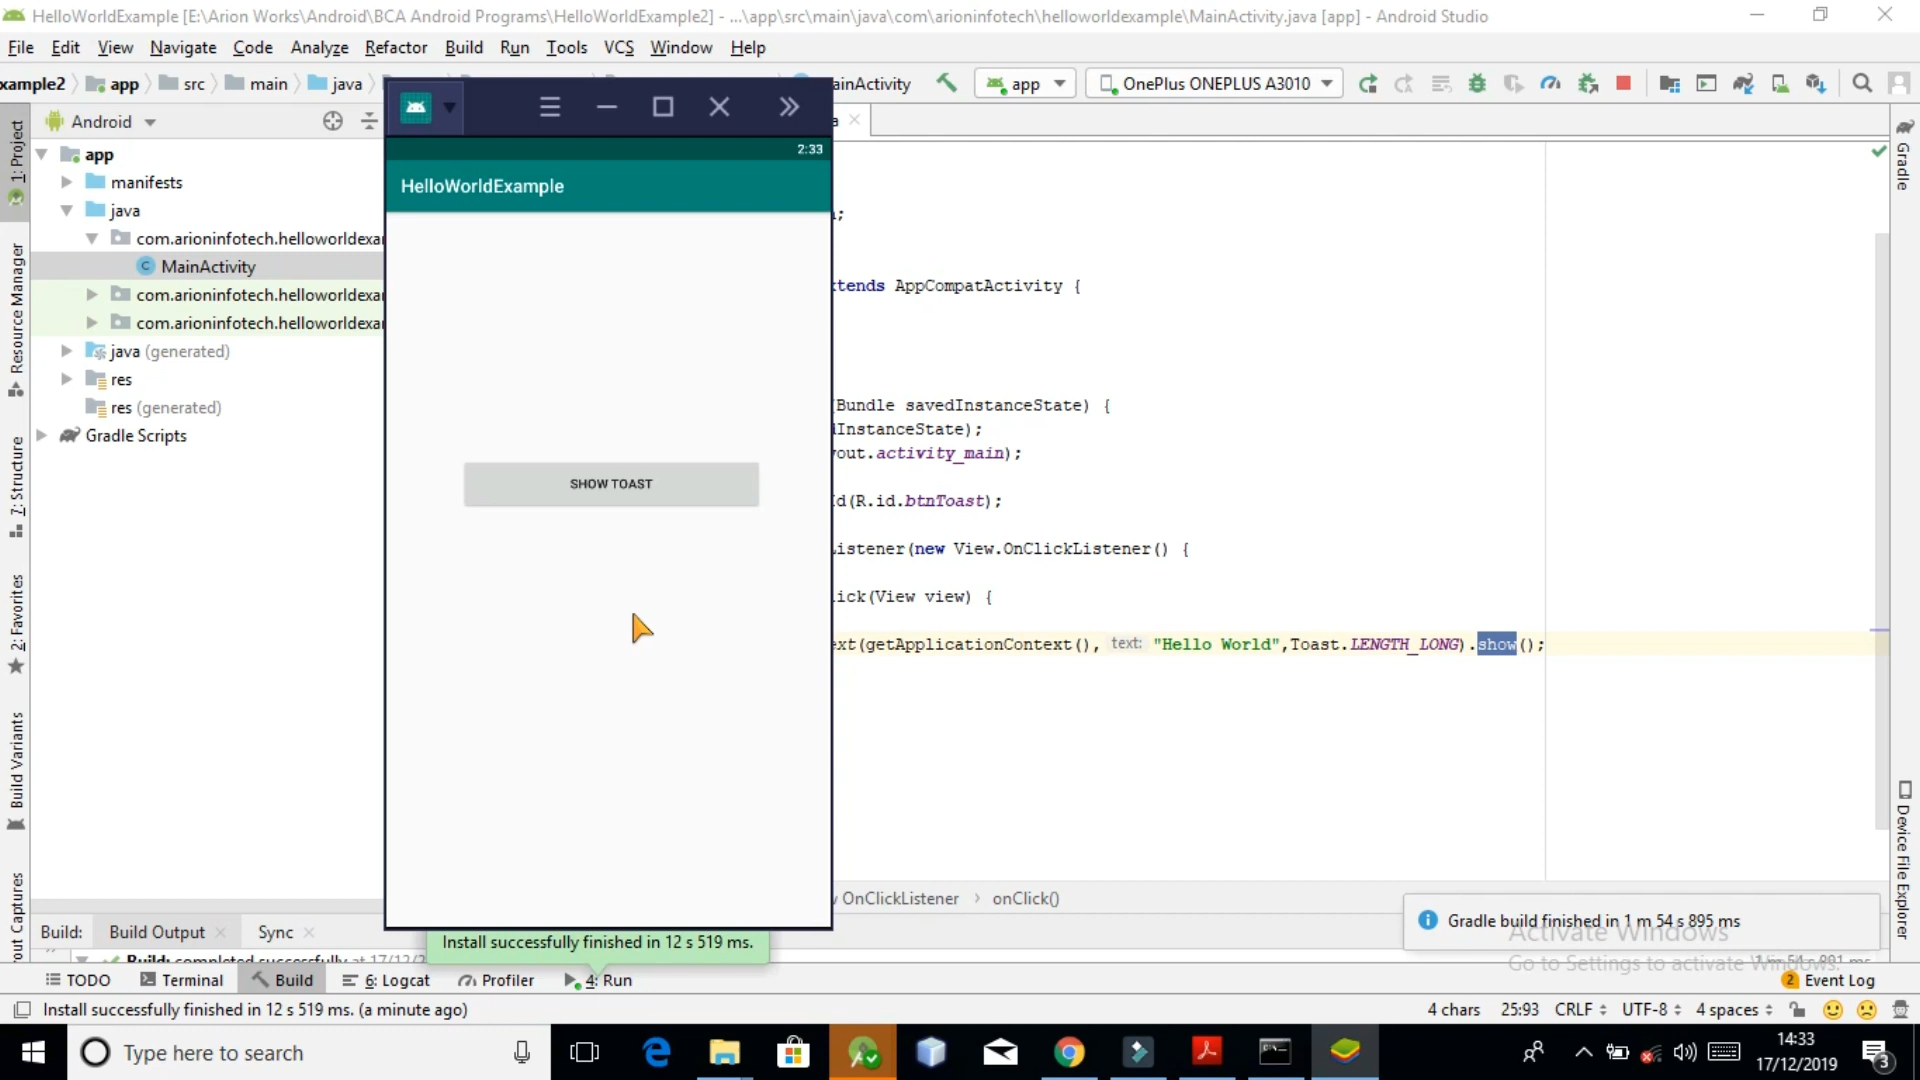 HelloWorldExample [E:\Arion Works\Android\BCA Android Programs\HelloWorldExample2] - ...\app\src\main\java\com\arioninfotech\helloworldexample\MainActivity.java [app] - Android Studio
File Edit View Navigate Code Analyze Refactor Build Run Tools VCS Window Help
xample2 app src main java ainActivity app OnePlus ONEPLUS A3010
Android
1: Project
Resource Manager
7: Structure
2: Favorites
Build Variants
out Captures
app
manifests
java
com.arioninfotech.helloworldexa
MainActivity
com.arioninfotech.helloworldexa
com.arioninfotech.helloworldexa
java (generated)
res
res (generated)
Gradle Scripts
2:33
HelloWorldExample
SHOW TOAST
a
;
tends AppCompatActivity {
(Bundle savedInstanceState) {
dInstanceState);
out.activity_main);
d(R.id.btnToast);
istener(new View.OnClickListener() {
ick(View view) {
ext(getApplicationContext(), text: "Hello World",Toast.LENGTH_LONG).show();
OnClickListener › onClick()
Gradle
Device File Explorer
Build: Build Output Sync
Build: completed successfully at 17/12/2
Install successfully finished in 12 s 519 ms.
Gradle build finished in 1 m 54 s 895 ms
Activate Windows
Go to Settings to activate Windows.
TODO Terminal Build 6: Logcat Profiler 4: Run 2 Event Log
Install successfully finished in 12 s 519 ms. (a minute ago) 4 chars 25:93 CRLF UTF-8 4 spaces
Type here to search
14:33
17/12/2019
3